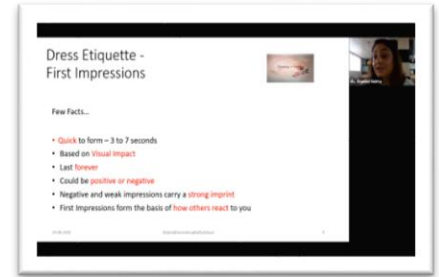 Dress Etiquette -
First Impressions
Few Facts...
• Quick to form – 3 to 7 seconds
• Based on Visual Impact
• Last forever
• Could be positive or negative
• Negative and weak impressions carry a strong imprint
• First Impressions form the basis of how others react to you